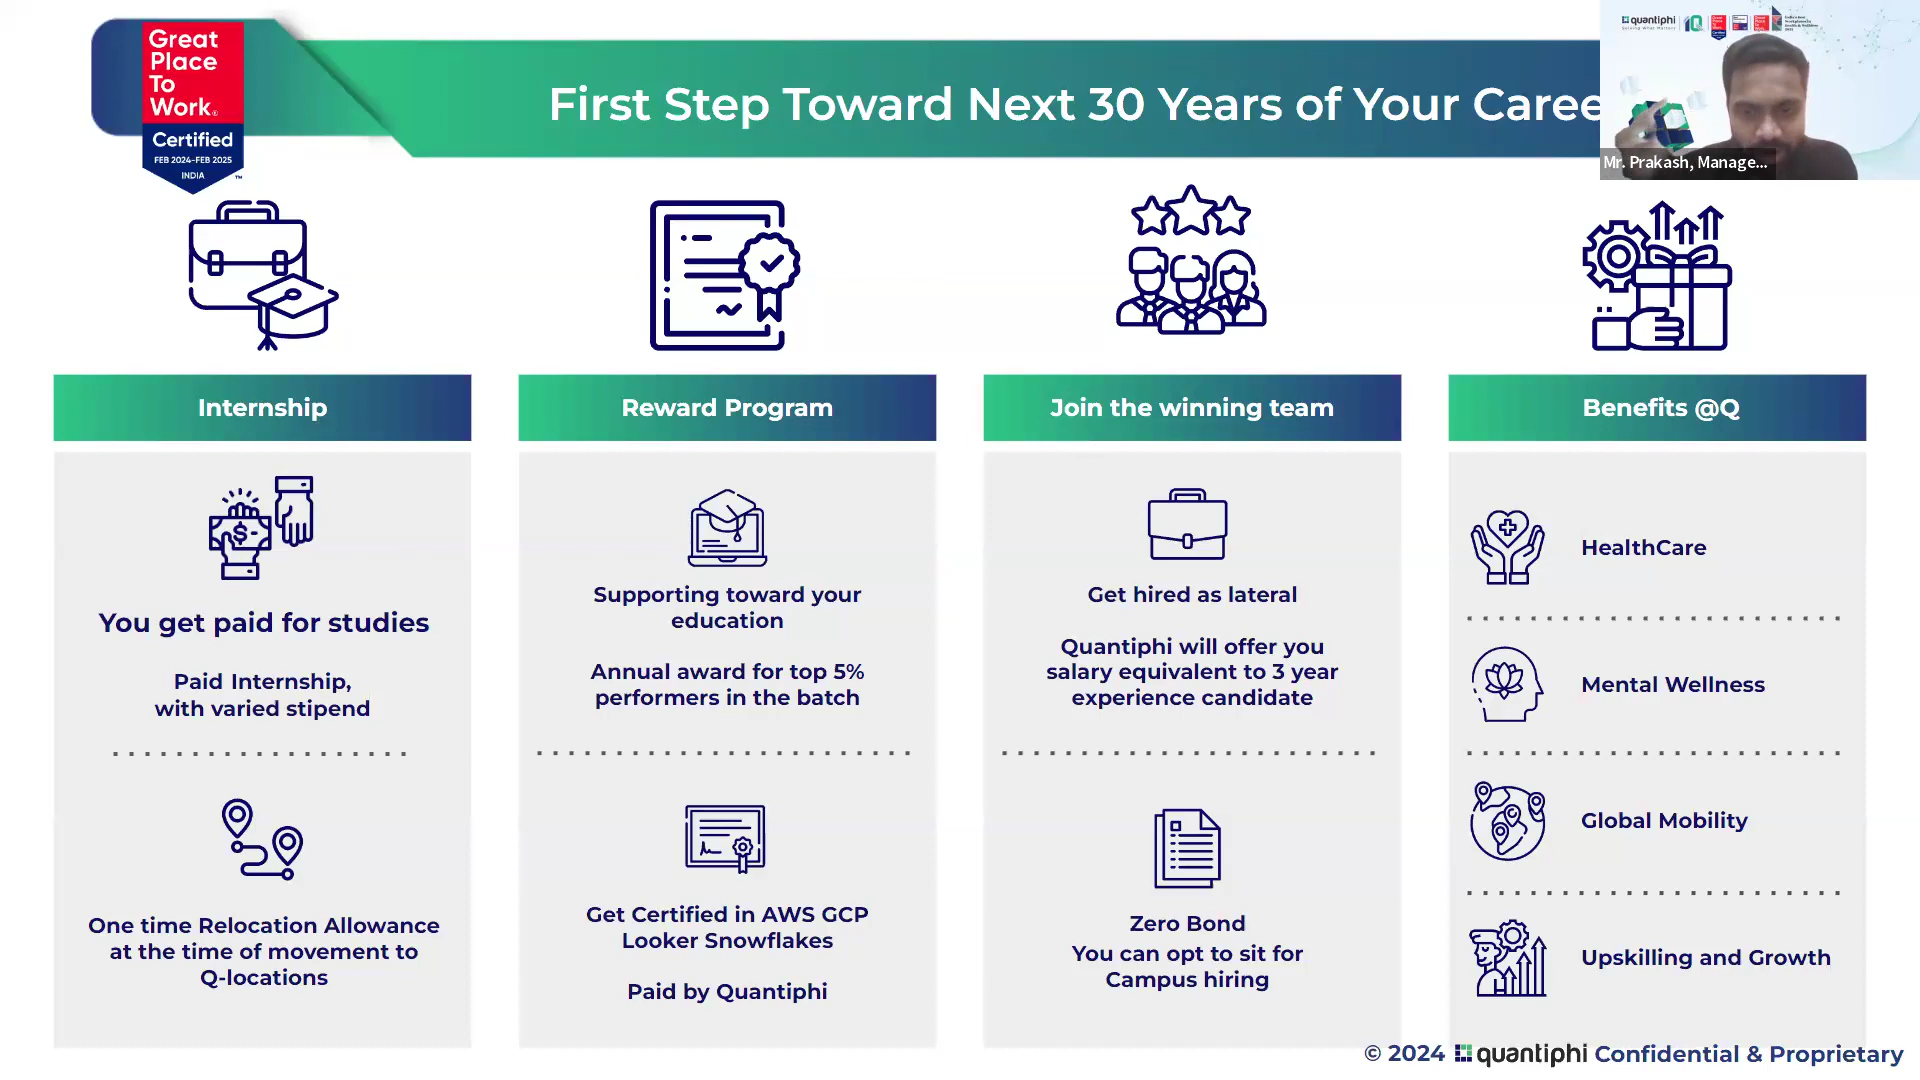 Great
Place
To
Work®
Certified
FEB 2024-FEB 2025
INDIA
™
First Step Toward Next 30 Years of Your Caree
quantiphi
Mr. Prakash, Manage...
Internship
You get paid for studies
Paid Internship,
with varied stipend
One time Relocation Allowance
at the time of movement to
Q-locations
Reward Program
Supporting toward your
education
Annual award for top 5%
performers in the batch
Get Certified in AWS GCP
Looker Snowflakes
Paid by Quantiphi
Join the winning team
Get hired as lateral
Quantiphi will offer you
salary equivalent to 3 year
experience candidate
Zero Bond
You can opt to sit for
Campus hiring
Benefits @Q
HealthCare
Mental Wellness
Global Mobility
Upskilling and Growth
© 2024 quantiphi Confidential & Proprietary